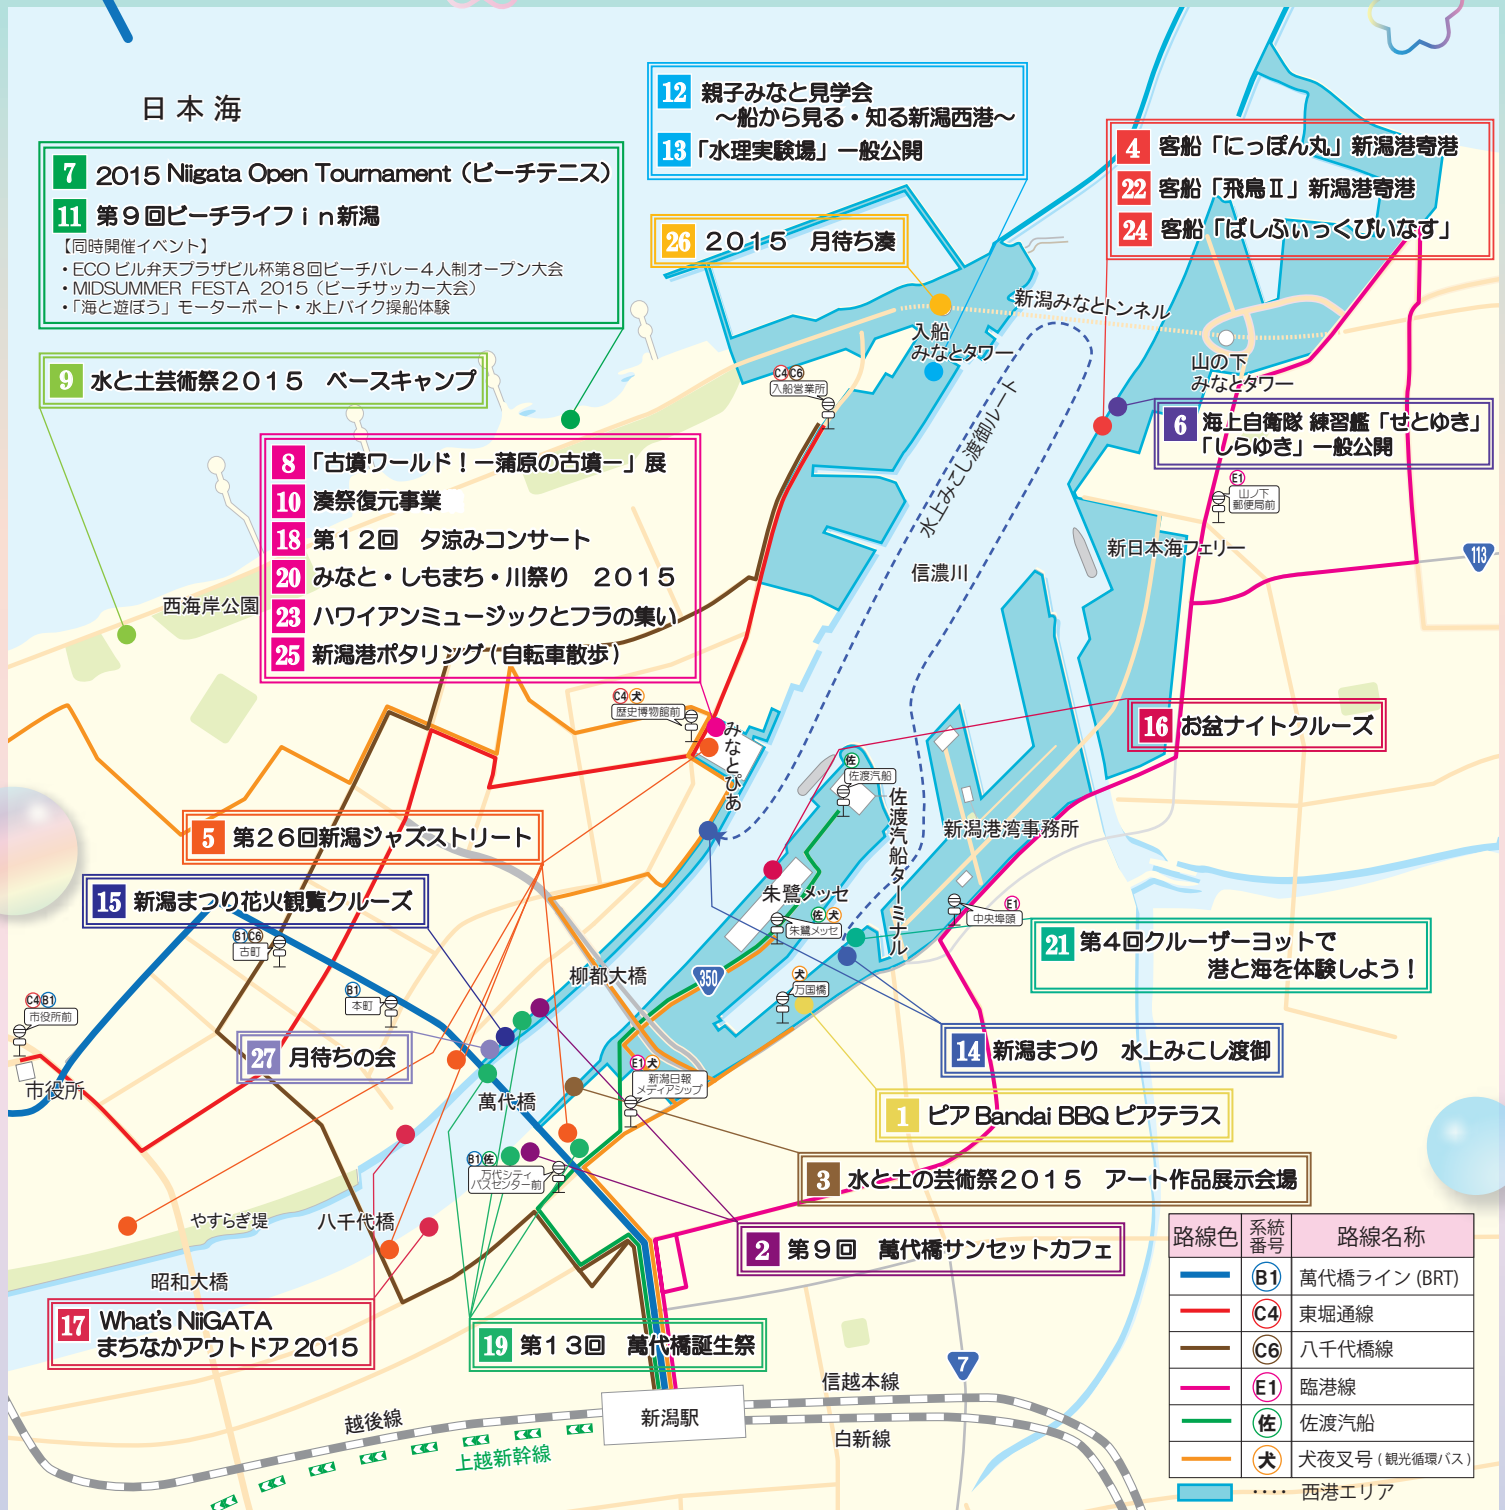 日本海
7 2015 Niigata Open Tournament（ビーチテニス）
11 第９回ビーチライフｉｎ新潟
【同時開催イベント】
・ECO ビル弁天プラザビル杯第８回ビーチバレー４人制オープン大会
・MIDSUMMER FESTA 2015（ビーチサッカー大会）
・「海と遊ぼう」モーターボート・水上バイク操船体験
12 親子みなと見学会
～船から見る・知る新潟西港～
13 「水理実験場」一般公開
4 客船「にっぽん丸」新潟港寄港
22 客船「飛鳥Ⅱ」新潟港寄港
24 客船「ぱしふぃっくびいなす」
26 ２０１５　月待ち湊
新潟みなとトンネル
入船
みなとタワー
山の下
みなとタワー
9 水と土芸術祭２０１５　ベースキャンプ
C4 C6
入船営業所
6 海上自衛隊 練習艦「せとゆき」
「しらゆき」一般公開
8 「古墳ワールド！－蒲原の古墳－」展
10 湊祭復元事業
18 第１２回　夕涼みコンサート
20 みなと・しもまち・川祭り　２０１５
23 ハワイアンミュージックとフラの集い
25 新潟港ポタリング（自転車散歩）
水上みこし渡御ルート
E1
山ノ下
郵便局前
新日本海フェリー
113
信濃川
西海岸公園
C4 犬
歴史博物館前
みなとぴあ
16 お盆ナイトクルーズ
佐
佐渡汽船
佐渡汽船ターミナル
新潟港湾事務所
5 第２６回新潟ジャズストリート
15 新潟まつり花火観覧クルーズ
朱鷺メッセ
佐 犬
朱鷺メッセ
E1
中央埠頭
21 第４回クルーザーヨットで
港と海を体験しよう！
B1 C6
古町
柳都大橋
350
犬
万国橋
B1
本町
C4 B1
市役所前
市役所
27 月待ちの会
14 新潟まつり　水上みこし渡御
E1 犬
新潟日報
メディアシップ
萬代橋
1 ピア Bandai BBQ ピアテラス
B1 佐
万代シティ
バスセンター前
3 水と土の芸術祭２０１５　アート作品展示会場
やすらぎ堤
八千代橋
2 第９回　萬代橋サンセットカフェ
昭和大橋
17 What's NiiGATA
まちなかアウトドア 2015
19 第１３回　萬代橋誕生祭
7
新潟駅
信越本線
白新線
越後線
上越新幹線
路線色 系統番号 路線名称
B1 萬代橋ライン (BRT)
C4 東堀通線
C6 八千代橋線
E1 臨港線
佐 佐渡汽船
犬 犬夜叉号（観光循環バス）
‥‥ 西港エリア